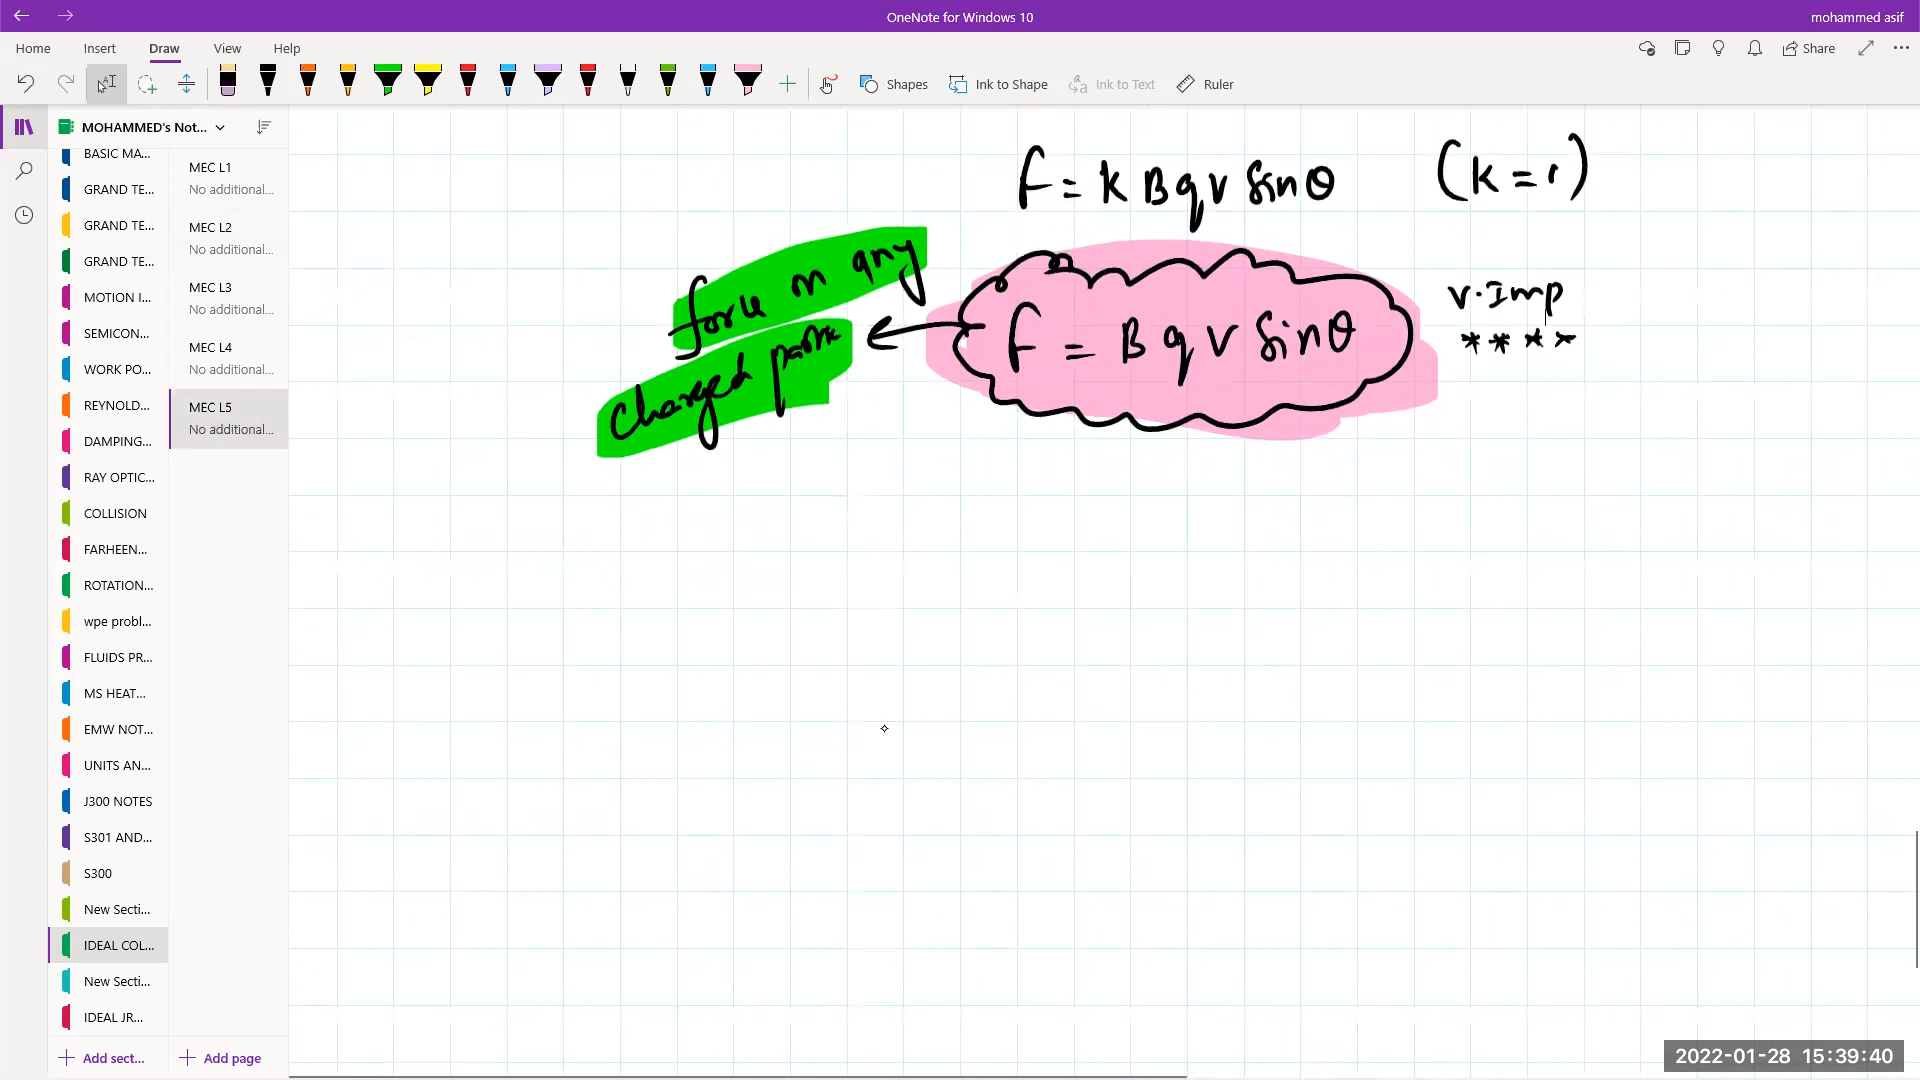 OneNote for Windows 10
mohammed asif
Home Insert Draw View Help
Share
Shapes Ink to Shape Ink to Text Ruler
MOHAMMED's Not...
BASIC MA...
GRAND TE...
GRAND TE...
GRAND TE...
MOTION I...
SEMICON...
WORK PO...
REYNOLD...
DAMPING...
RAY OPTIC...
COLLISION
FARHEEN...
ROTATION...
wpe probl...
FLUIDS PR...
MS HEAT...
EMW NOT...
UNITS AN...
J300 NOTES
S301 AND...
S300
New Secti...
IDEAL COL...
New Secti...
IDEAL JR...
Add sect...
MEC L1
No additional...
MEC L2
No additional...
MEC L3
No additional...
MEC L4
No additional...
MEC L5
No additional...
Add page
F = K B q v Sin θ (K = 1)
force on any
charged
F = B q v Sin θ
V. Imp
****
2022-01-28 15:39:40